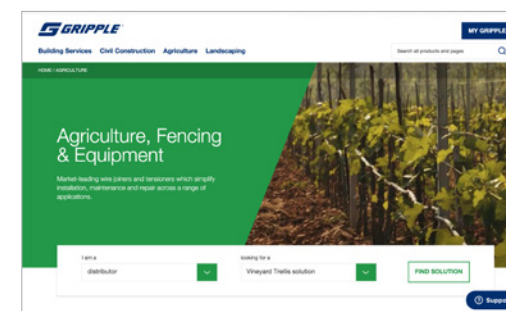 GRIPPLE
MY GRIPPLE
Building Services Civil Construction Agriculture Landscaping
Search all products and pages
HOME / AGRICULTURE
Agriculture, Fencing
& Equipment
Market-leading wire joiners and tensioners which simplify
installation, maintenance and repair across a range of
applications.
I am a
looking for a
distributor
Vineyard Trellis solution
FIND SOLUTION
Suppo